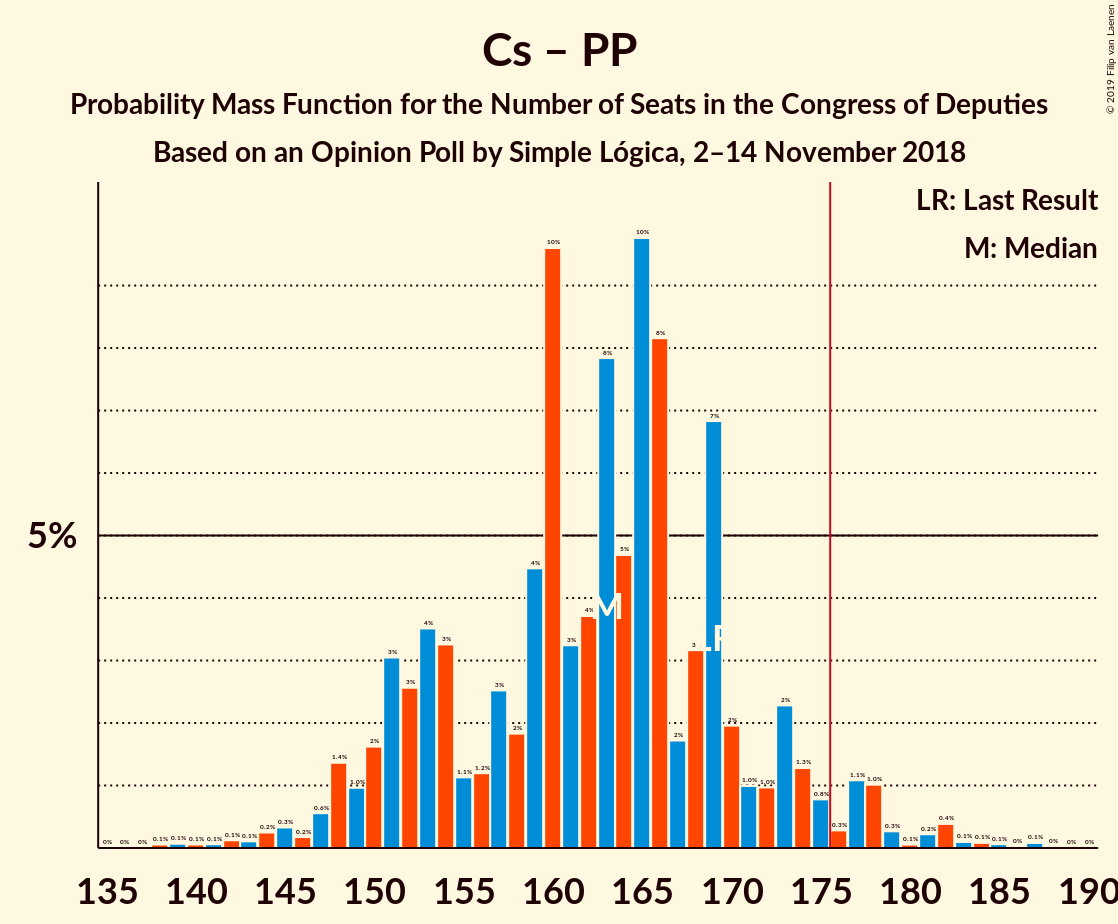 Cs – PP
Probability Mass Function for the Number of Seats in the Congress of Deputies
Based on an Opinion Poll by Simple Lógica, 2–14 November 2018
© 2019 Filip van Laenen
LR: Last Result
M: Median
5%
0% 0% 0% 0.1% 0.1% 0.1% 0.1% 0.1% 0.1% 0.2% 0.3% 0.2% 0.6% 1.4% 1.0% 2% 3% 3% 4% 3% 1.1% 1.2% 3% 2% 4% 10% 3% 4% 8% 5% 10% 8% 2% 3 7% 2% 1.0% 1.0% 2% 1.3% 0.8% 0.3% 1.1% 1.0% 0.3% 0.1% 0.2% 0.4% 0.1% 0.1% 0.1% 0% 0.1% 0% 0% 0%
M
LR
135 140 145 150 155 160 165 170 175 180 185 190